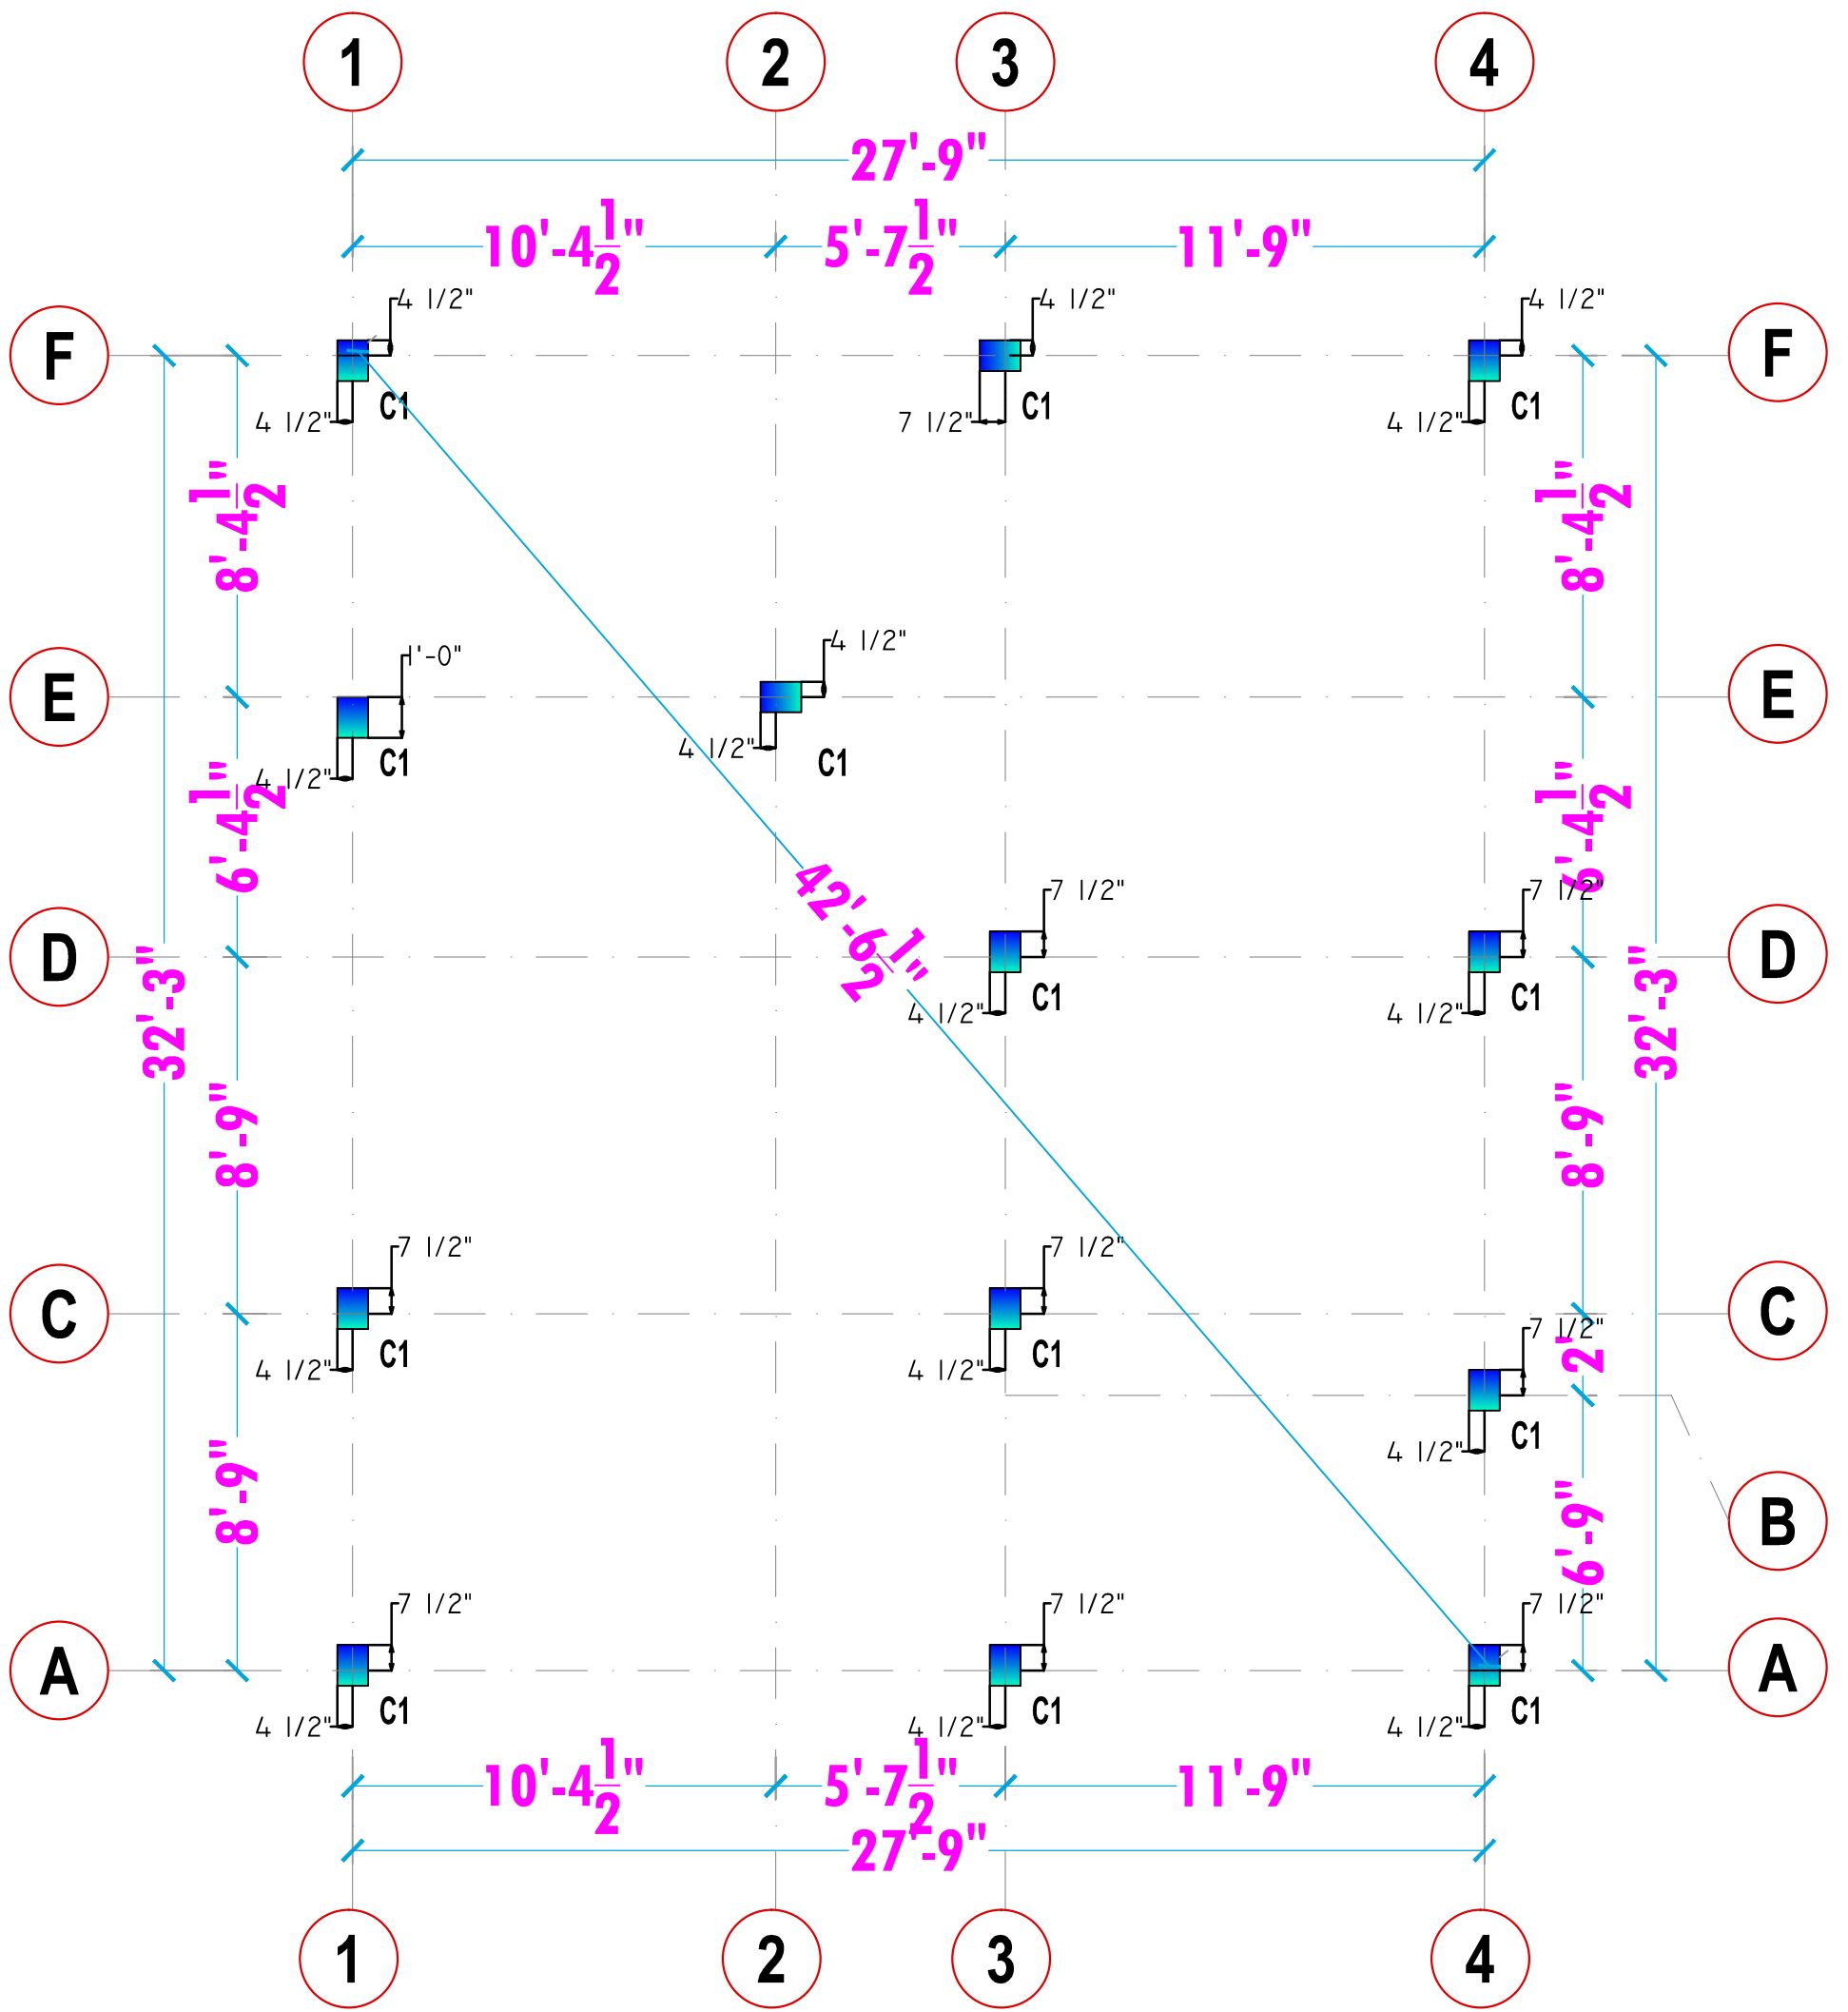 1 2 3 4
27'-9"
10'-4 1/2" 5'-7 1/2" 11'-9"
4 1/2" 4 1/2" 4 1/2"
F F
C1 C1 C1
4 1/2" 7 1/2" 4 1/2"
8'-4 1/2" 8'-4 1/2"
4 1/2"
1'-0"
E E
4 1/2"
C1 C1
4 1/2"
6'-4 1/2" 6'-4 1/2"
7 1/2" 7 1/2"
42'-6 1/2"
D D
C1 C1
4 1/2" 4 1/2"
32'-3" 32'-3"
8'-9" 8'-9"
7 1/2" 7 1/2"
C C
7 1/2"
C1 C1
2'
4 1/2" 4 1/2"
C1
4 1/2"
8'-9" 6'-9"
B
7 1/2" 7 1/2" 7 1/2"
A A
C1 C1 C1
4 1/2" 4 1/2" 4 1/2"
10'-4 1/2" 5'-7 1/2" 11'-9"
27'-9"
1 2 3 4